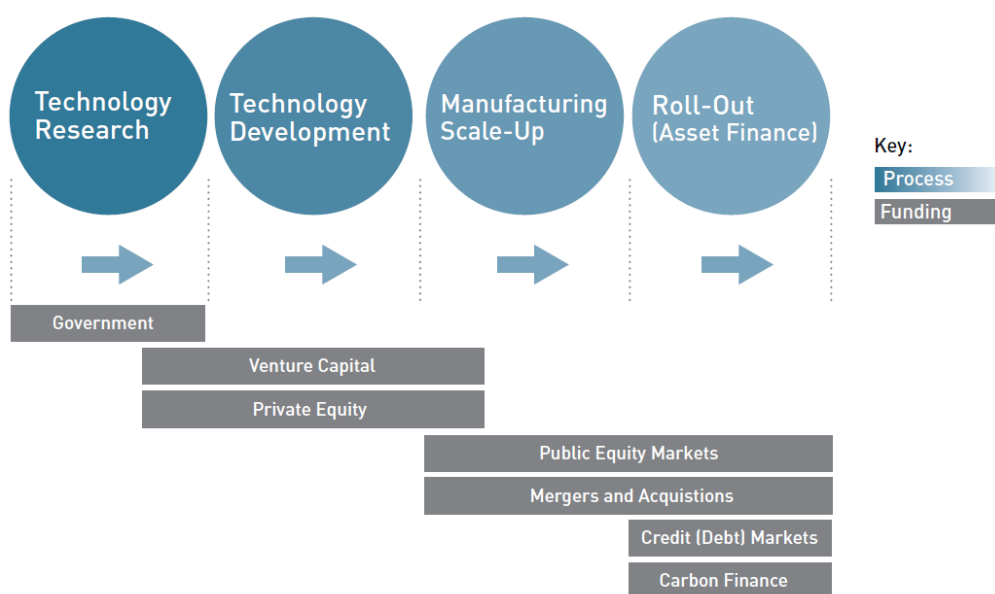 Technology
Research
Technology
Development
Manufacturing
Scale-Up
Roll-Out
(Asset Finance)
Key:
Process
Funding
Government
Venture Capital
Private Equity
Public Equity Markets
Mergers and Acquistions
Credit (Debt) Markets
Carbon Finance